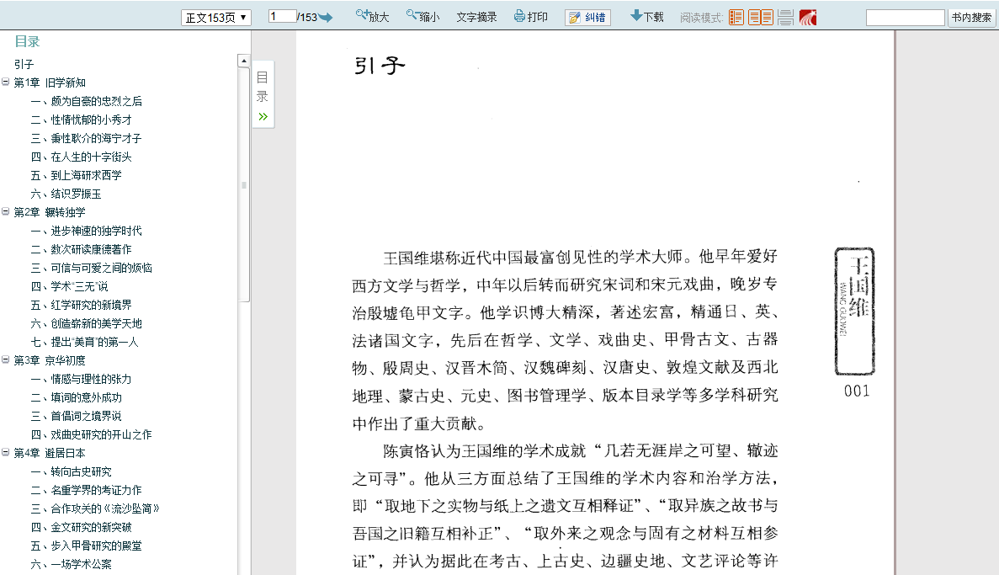 正文153页 ▼
1 /153
放大
缩小
文字摘录
打印
纠错
下载
阅读模式:
书内搜索
目录
引子
第1章 旧学新知
一、颇为自豪的忠烈之后
二、性情忧郁的小秀才
三、秉性耿介的海宁才子
四、在人生的十字街头
五、到上海研求西学
六、结识罗振玉
第2章 辗转独学
一、进步神速的独学时代
二、数次研读康德著作
三、可信与可爱之间的烦恼
四、学术“三无”说
五、红学研究的新境界
六、创造崭新的美学天地
七、提出“美育”的第一人
第3章 京华初度
一、情感与理性的张力
二、填词的意外成功
三、首倡词之境界说
四、戏曲史研究的开山之作
第4章 避居日本
一、转向古史研究
二、名重学界的考证力作
三、合作攻关的《流沙坠简》
四、金文研究的新突破
五、步入甲骨研究的殿堂
六、一场学术公案
目录
»
引子
王国维堪称近代中国最富创见性的学术大师。他早年爱好
西方文学与哲学，中年以后转而研究宋词和宋元戏曲，晚岁专
治殷墟龟甲文字。他学识博大精深，著述宏富，精通日、英、
法诸国文字，先后在哲学、文学、戏曲史、甲骨古文、古器
物、殷周史、汉晋木简、汉魏碑刻、汉唐史、敦煌文献及西北
地理、蒙古史、元史、图书管理学、版本目录学等多学科研究
中作出了重大贡献。
陈寅恪认为王国维的学术成就“几若无涯岸之可望、辙迹
之可寻”。他从三方面总结了王国维的学术内容和治学方法，
即“取地下之实物与纸上之遗文互相释证”、“取异族之故书与
吾国之旧籍互相补正”、“取外来之观念与固有之材料互相参
证”，并认为据此在考古、上古史、边疆史地、文艺评论等许
王国维
WANG GUOWEI
001